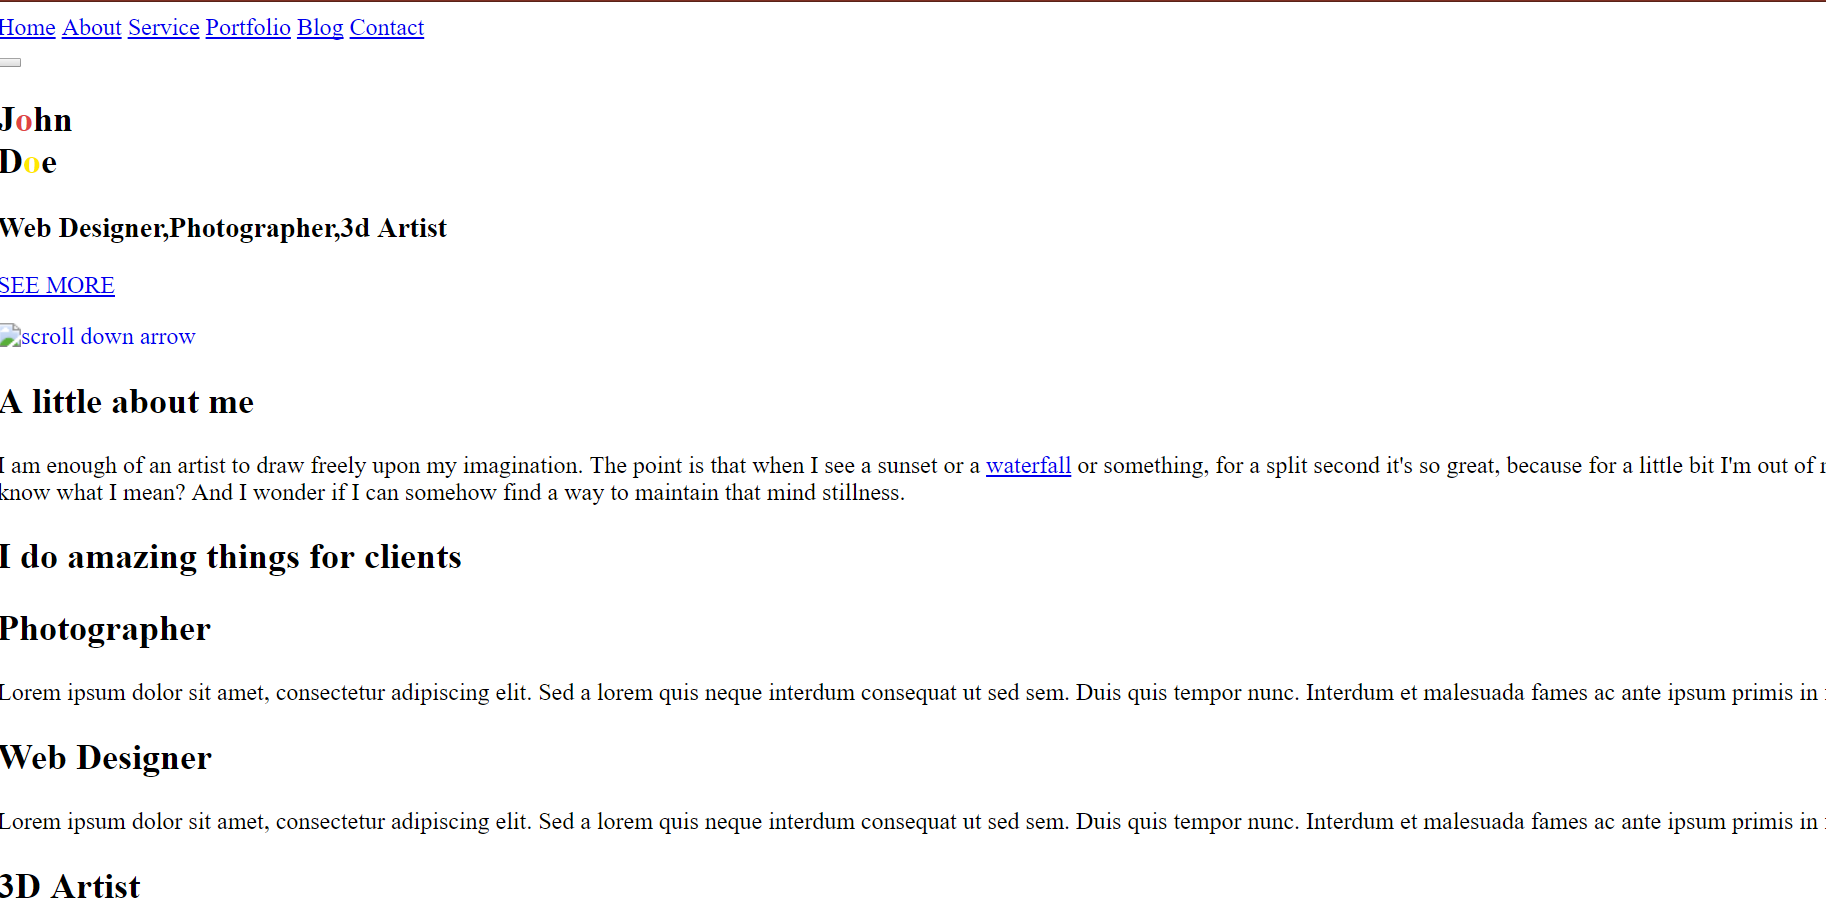 Home About Service Portfolio Blog Contact
John
Doe
Web Designer,Photographer,3d Artist
SEE MORE
scroll down arrow
A little about me
I am enough of an artist to draw freely upon my imagination. The point is that when I see a sunset or a waterfall or something, for a split second it's so great, because for a little bit I'm out of
know what I mean? And I wonder if I can somehow find a way to maintain that mind stillness.
I do amazing things for clients
Photographer
Lorem ipsum dolor sit amet, consectetur adipiscing elit. Sed a lorem quis neque interdum consequat ut sed sem. Duis quis tempor nunc. Interdum et malesuada fames ac ante ipsum primis in
Web Designer
Lorem ipsum dolor sit amet, consectetur adipiscing elit. Sed a lorem quis neque interdum consequat ut sed sem. Duis quis tempor nunc. Interdum et malesuada fames ac ante ipsum primis in
3D Artist